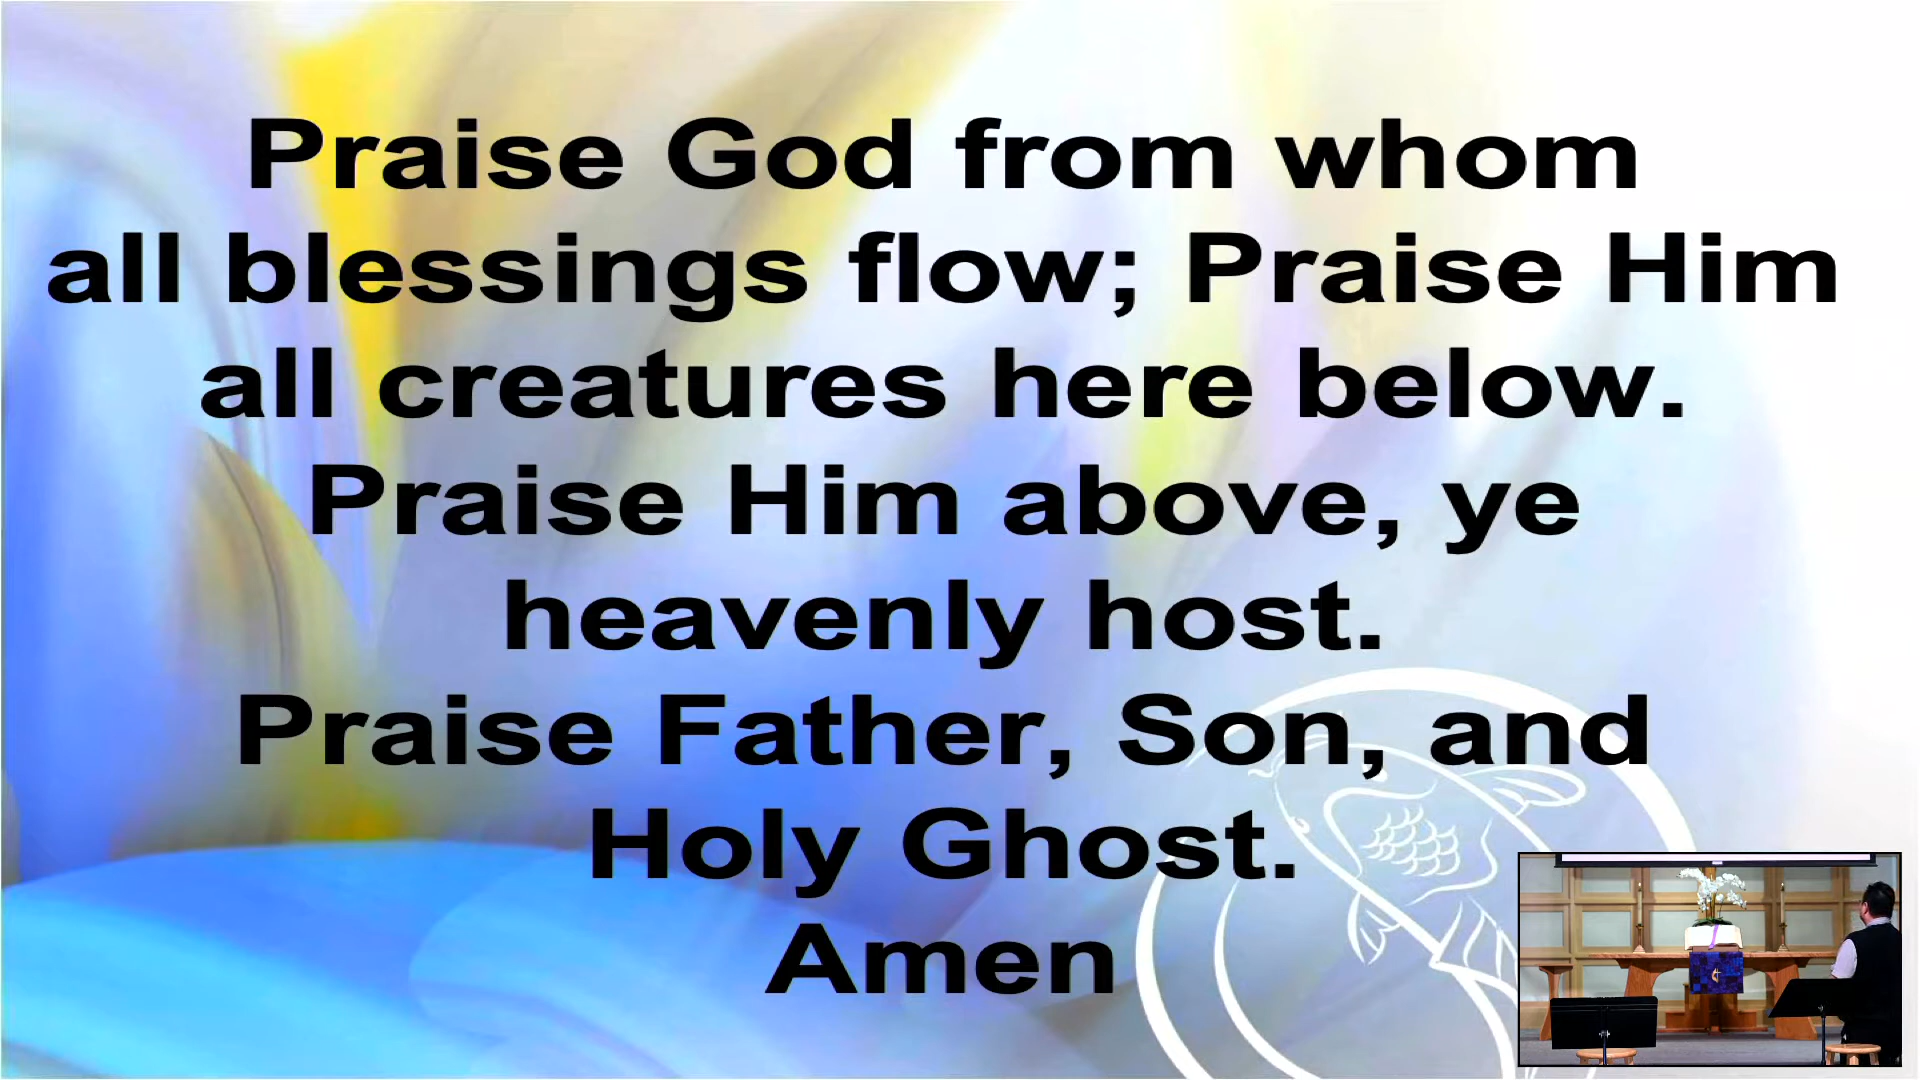 Praise God from whom
all blessings flow; Praise Him
all creatures here below.
Praise Him above, ye
heavenly host.
Praise Father, Son, and
Holy Ghost.
Amen